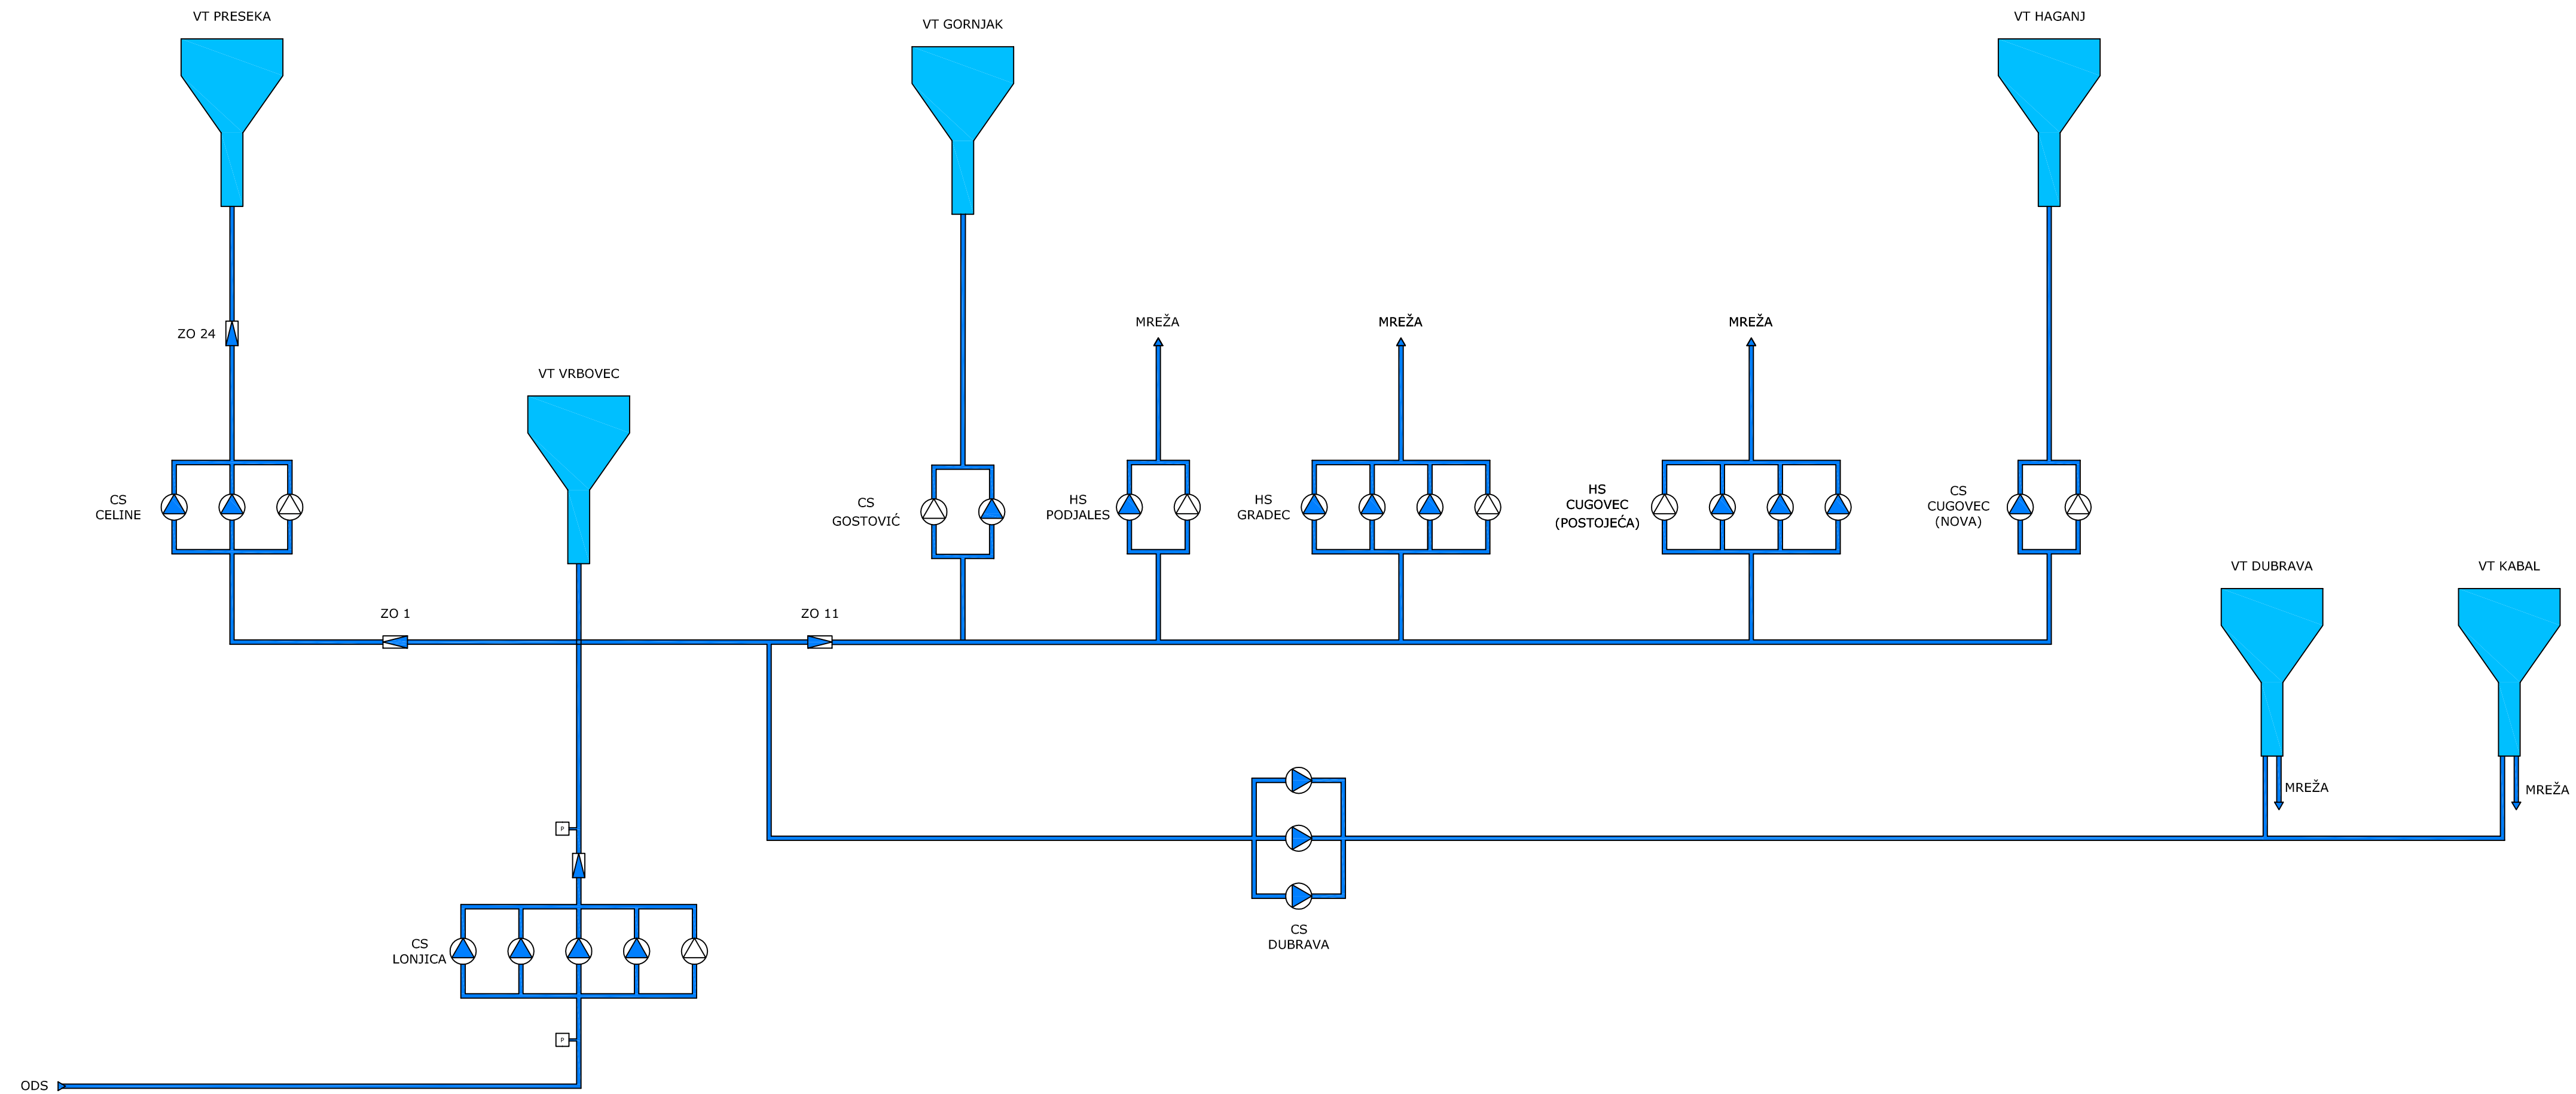 VT PRESEKA
VT GORNJAK
VT HAGANJ
ZO 24
MREŽA
MREŽA
MREŽA
VT VRBOVEC
CS
CELINE
CS
GOSTOVIĆ
HS
PODJALES
HS
GRADEC
HS
CUGOVEC
(POSTOJEĆA)
CS
CUGOVEC
(NOVA)
VT DUBRAVA
VT KABAL
ZO 1
ZO 11
MREŽA
MREŽA
P
CS
LONJICA
CS
DUBRAVA
P
ODS